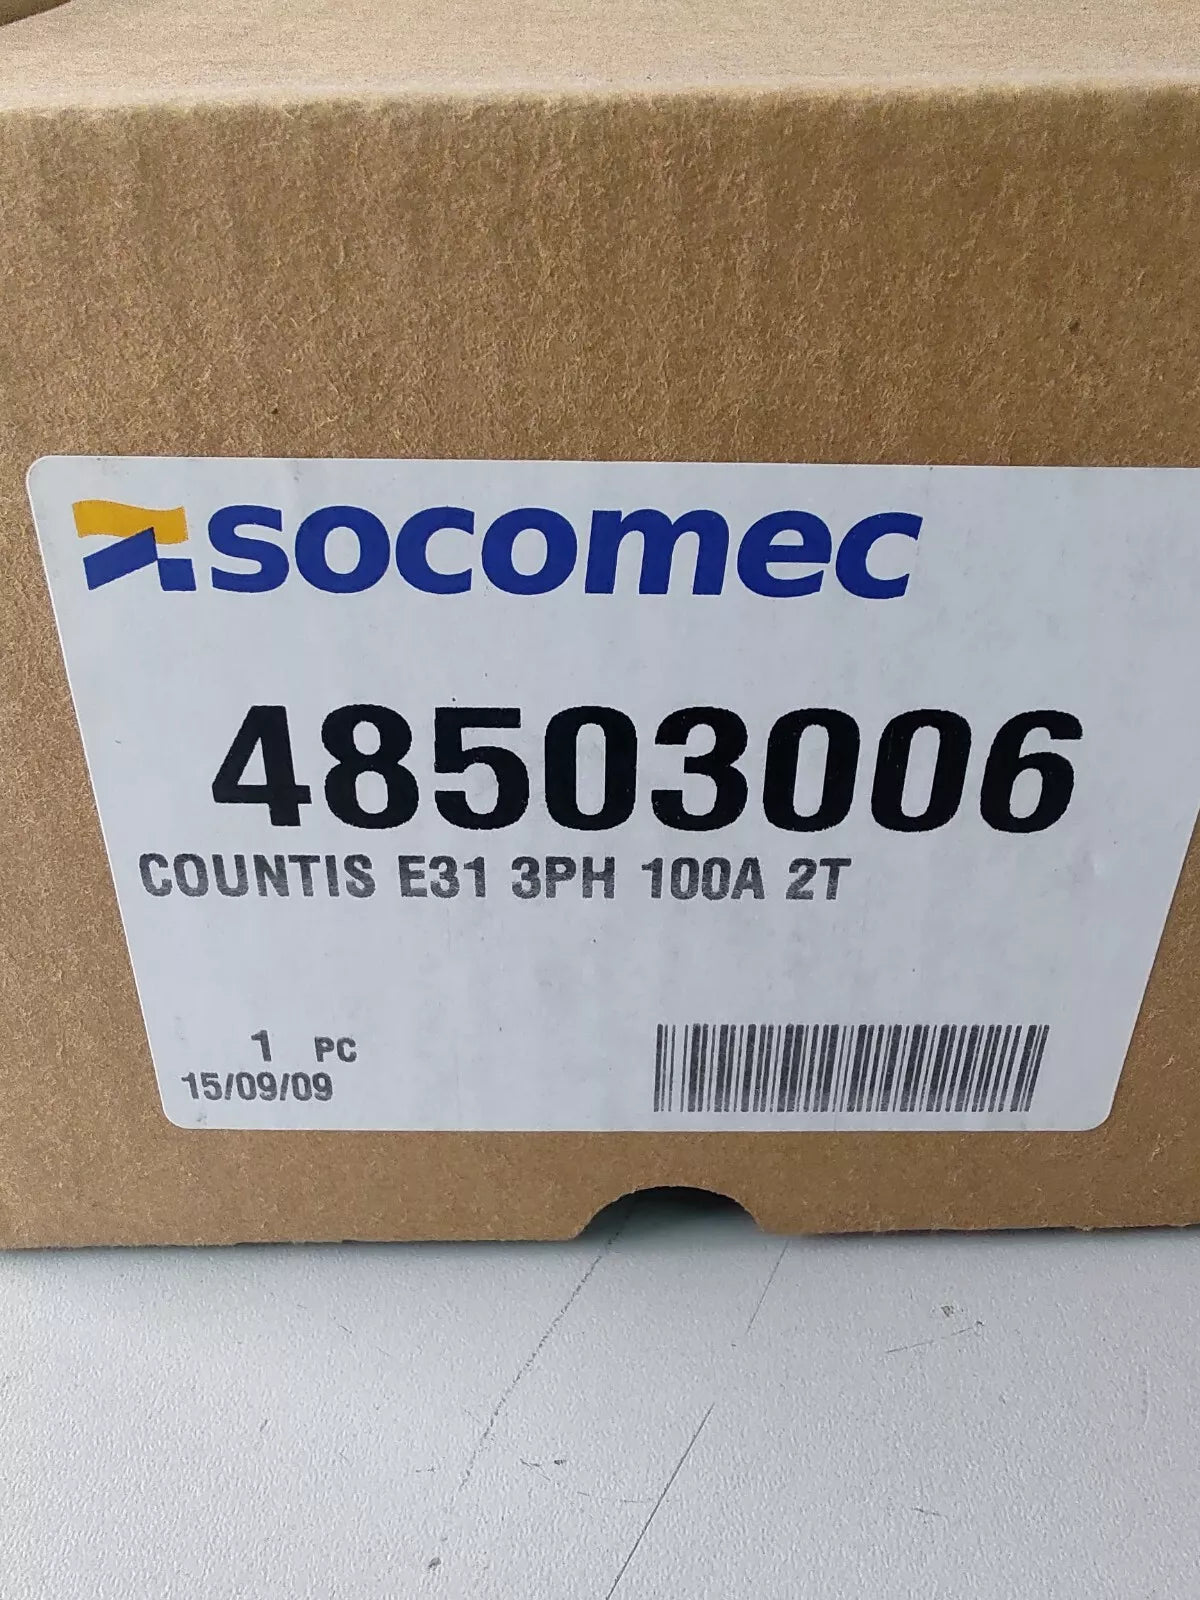 socomec
48503006
COUNTIS E31 3PH 100A 2T
1 PC
15/09/09